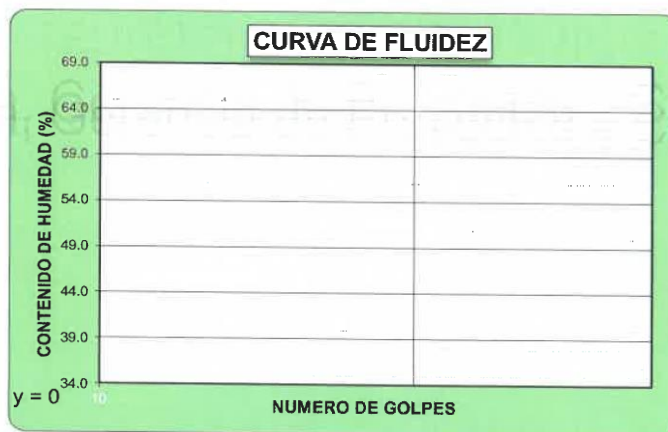 CURVA DE FLUIDEZ
CONTENIDO DE HUMEDAD (%)
69.0
64.0
59.0
54.0
49.0
44.0
39.0
34.0
y = 0
10
NUMERO DE GOLPES